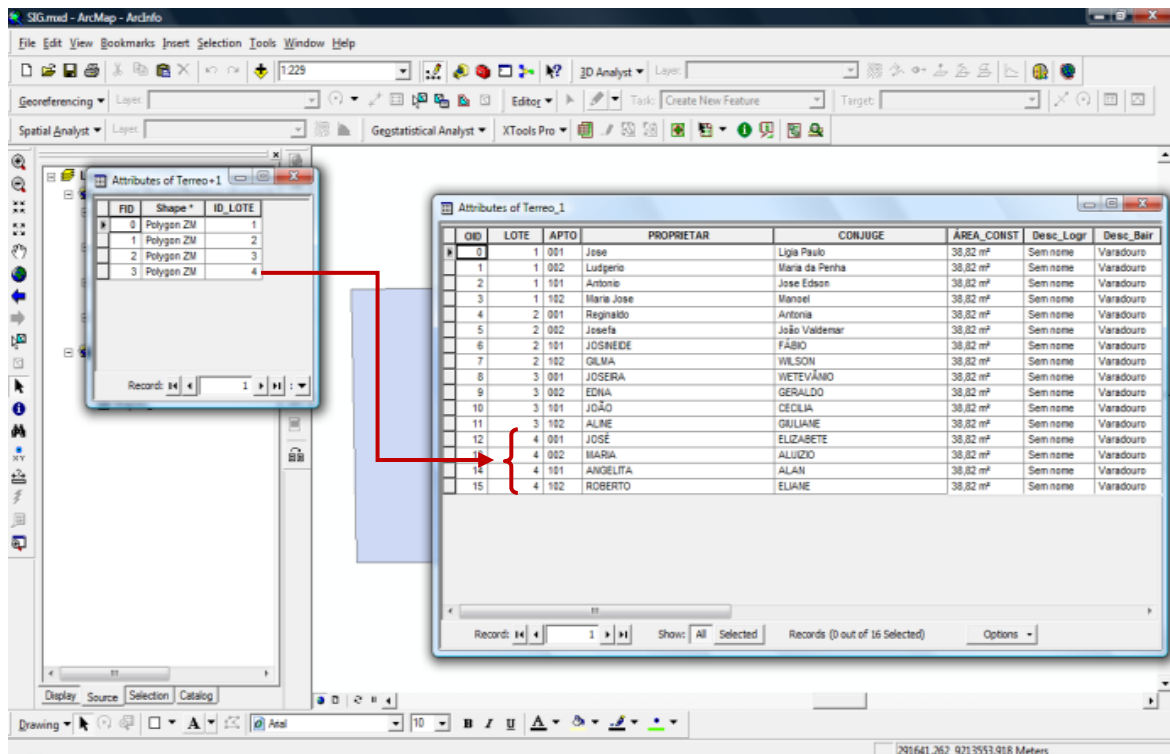 SIG.mxd - ArcMap - ArcInfo
File Edit View Bookmarks Insert Selection Tools Window Help
1:229 3D Analyst Layer:
Georeferencing Layer: Editor Task: Create New Feature Target:
Spatial Analyst Layer: Geostatistical Analyst XTools Pro
Attributes of Terreo+1
FID Shape * ID_LOTE
0 Polygon ZM 1
1 Polygon ZM 2
2 Polygon ZM 3
3 Polygon ZM 4
Record: 1
Attributes of Terreo_1
OID LOTE APTO PROPRIETAR CONJUGE ÁREA_CONST Desc_Logr Desc_Bair
0 1 001 Jose Ligia Paulo 38,82 m² Sem nome Varadouro
1 1 002 Ludgerio Maria da Penha 38,82 m² Sem nome Varadouro
2 1 101 Antonio Jose Edson 38,82 m² Sem nome Varadouro
3 1 102 Maria Jose Manoel 38,82 m² Sem nome Varadouro
4 2 001 Reginaldo Antonia 38,82 m² Sem nome Varadouro
5 2 002 Josefa João Valdemar 38,82 m² Sem nome Varadouro
6 2 101 JOSINEIDE FÁBIO 38,82 m² Sem nome Varadouro
7 2 102 GILMA WILSON 38,82 m² Sem nome Varadouro
8 3 001 JOSEIRA WETEVÂNIO 38,82 m² Sem nome Varadouro
9 3 002 EDNA GERALDO 38,82 m² Sem nome Varadouro
10 3 101 JOÃO CECILIA 38,82 m² Sem nome Varadouro
11 3 102 ALINE GIULIANE 38,82 m² Sem nome Varadouro
12 4 001 JOSÉ ELIZABETE 38,82 m² Sem nome Varadouro
13 4 002 MARIA ALUIZIO 38,82 m² Sem nome Varadouro
14 4 101 ANGELITA ALAN 38,82 m² Sem nome Varadouro
15 4 102 ROBERTO ELIANE 38,82 m² Sem nome Varadouro
Record: 1 Show: All Selected Records (0 out of 16 Selected) Options
Display Source Selection Catalog
Drawing A Arial 10 B I U A
291641,262 9213553,918 Meters